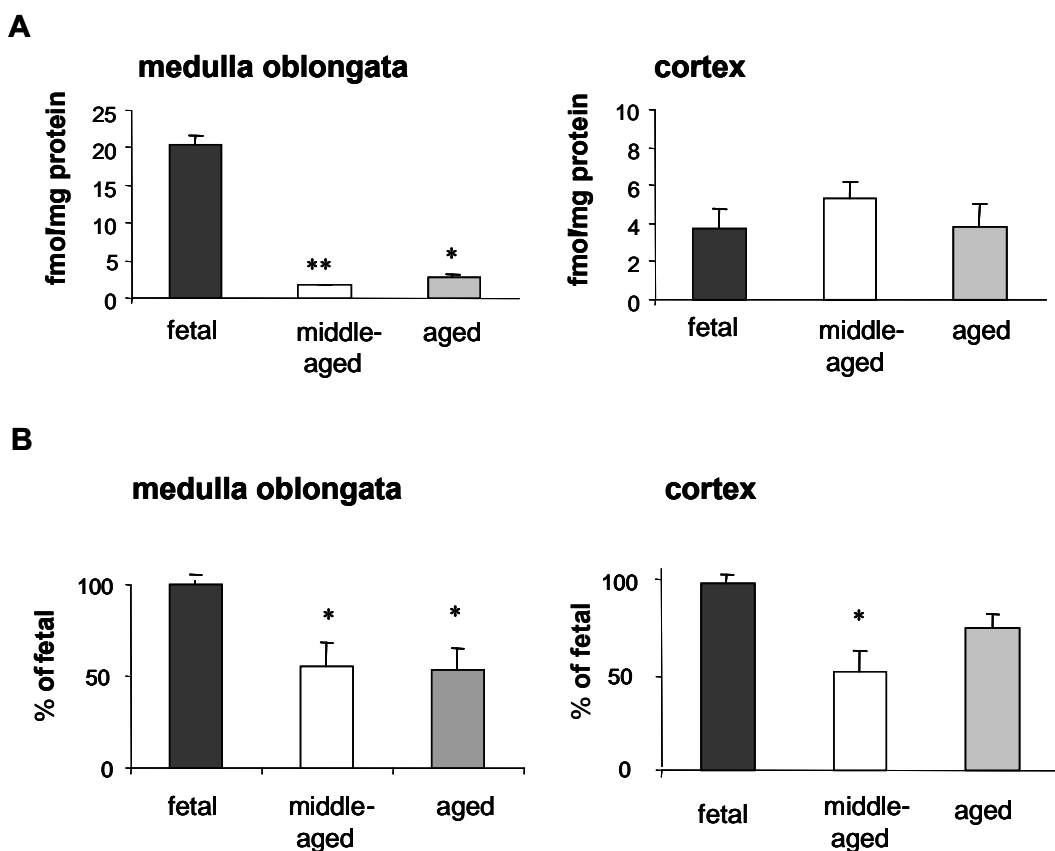 A
medulla oblongata
fmol/mg protein
25
20
15
10
5
0
**
*
fetal
middle-
aged
aged
cortex
fmol/mg protein
10
8
6
4
2
0
fetal
middle-
aged
aged
B
medulla oblongata
% of fetal
100
50
0
*
*
fetal
middle-
aged
aged
cortex
% of fetal
100
50
0
*
fetal
middle-
aged
aged